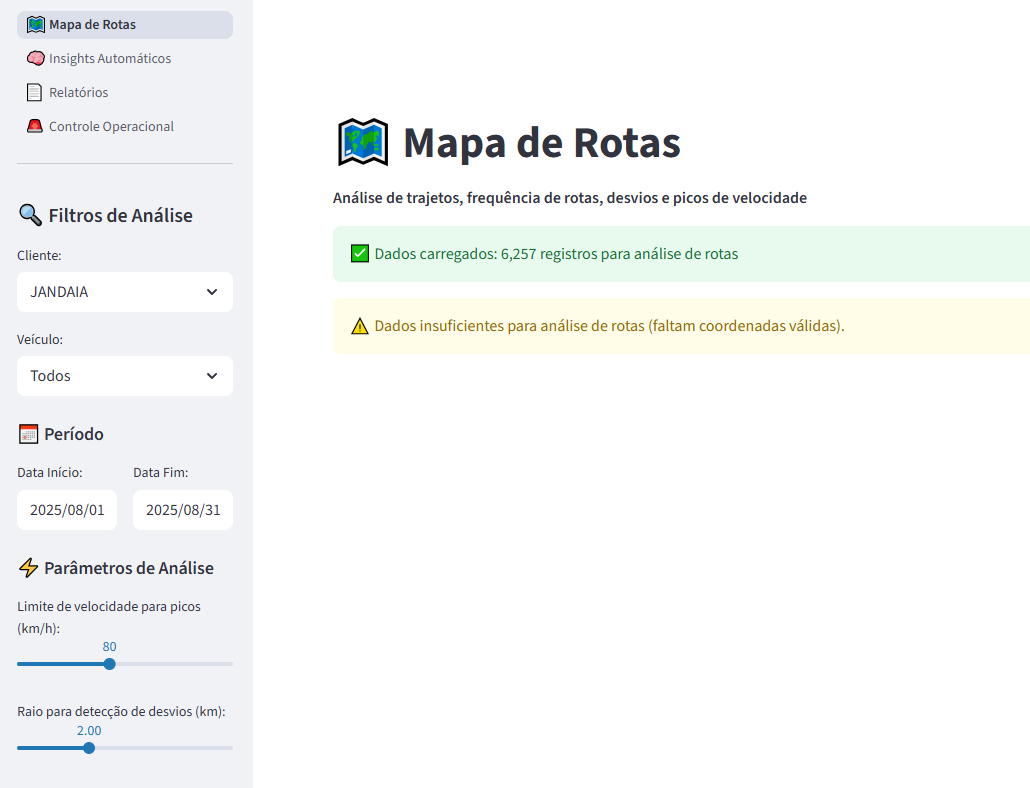 Mapa de Rotas
Insights Automáticos
Relatórios
Controle Operacional
Filtros de Análise
Cliente:
JANDAIA
Veículo:
Todos
Período
Data Início:
Data Fim:
2025/08/01
2025/08/31
Parâmetros de Análise
Limite de velocidade para picos
(km/h):
80
Raio para detecção de desvios (km):
2.00
Mapa de Rotas
Análise de trajetos, frequência de rotas, desvios e picos de velocidade
Dados carregados: 6,257 registros para análise de rotas
Dados insuficientes para análise de rotas (faltam coordenadas válidas).